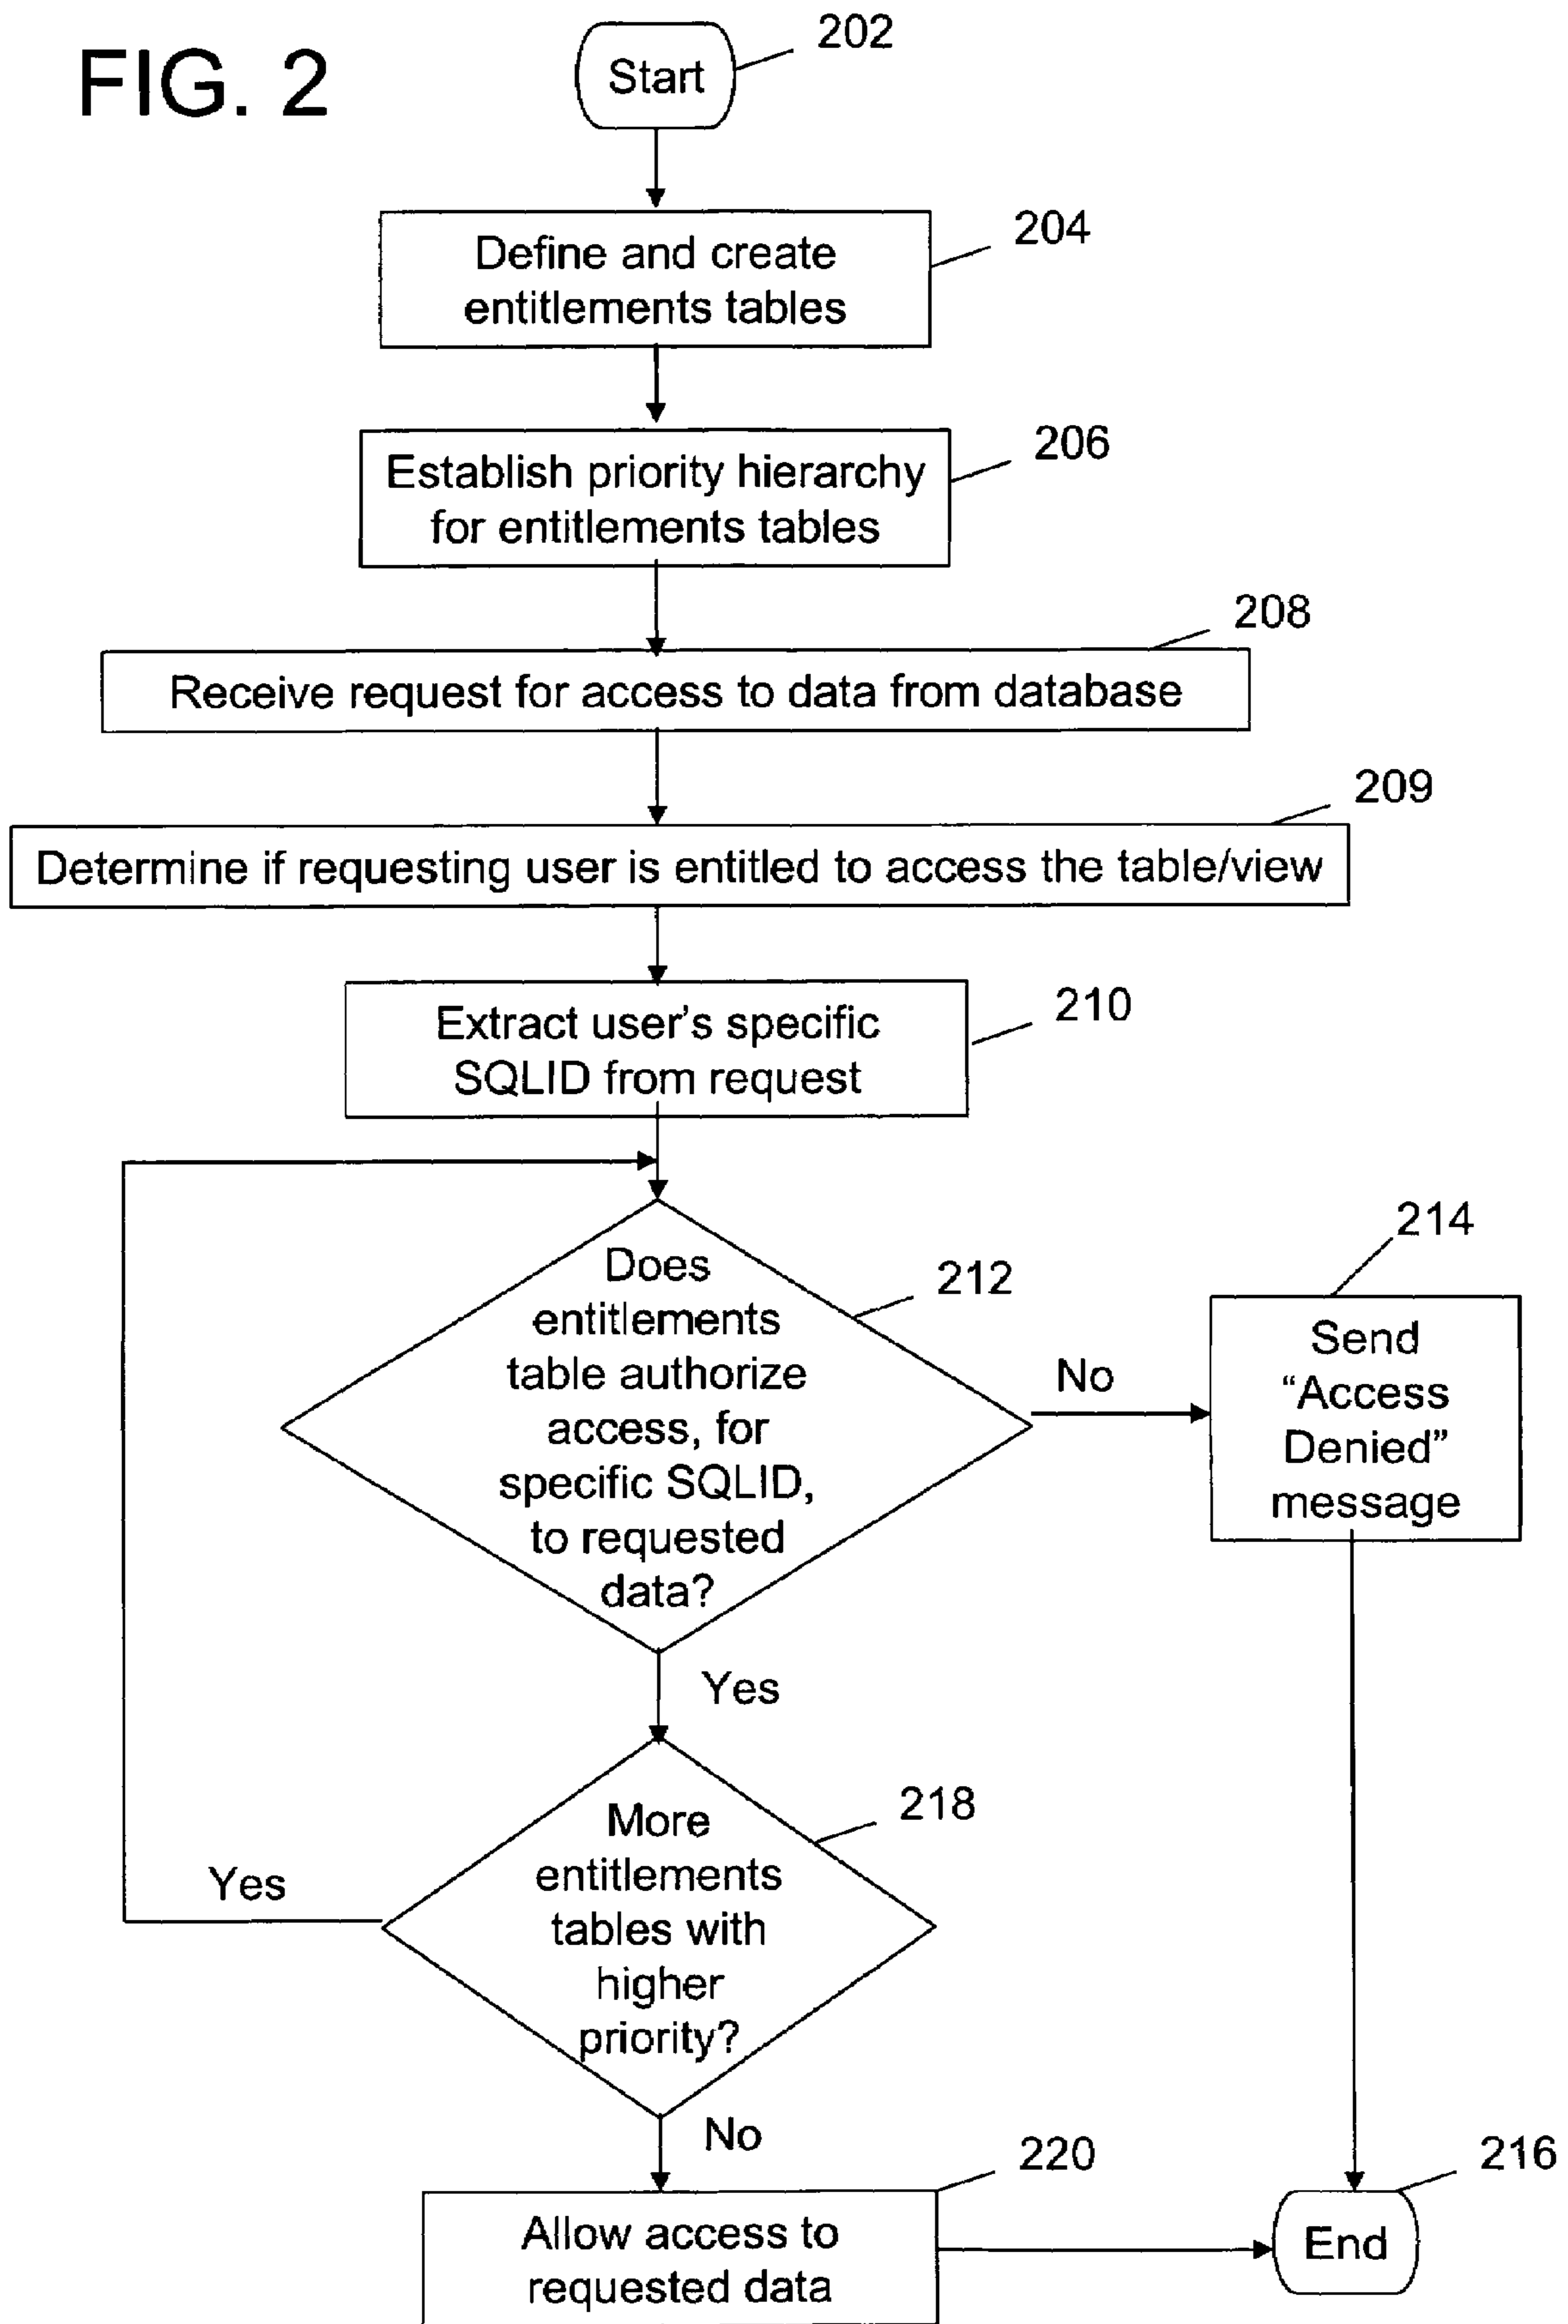 FIG. 2
Start
202
Define and create
entitlements tables
204
Establish priority hierarchy
for entitlements tables
206
208
Receive request for access to data from database
209
Determine if requesting user is entitled to access the table/view
Extract user's specific
SQLID from request
210
Does
entitlements
table authorize
access, for
specific SQLID,
to requested
data?
212
No
214
Send
“Access
Denied”
message
Yes
More
entitlements
tables with
higher
priority?
218
Yes
No
220
Allow access to
requested data
216
End